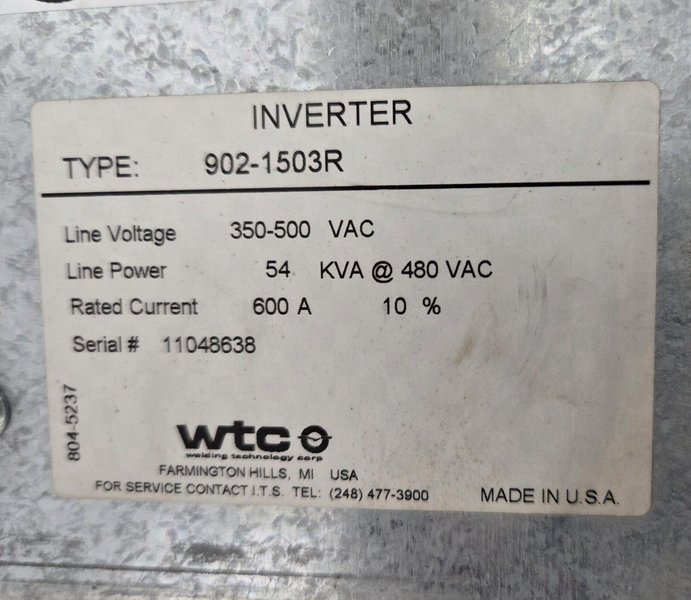 INVERTER
TYPE: 902-1503R
Line Voltage 350-500 VAC
Line Power 54 KVA @ 480 VAC
Rated Current 600 A 10 %
Serial # 11048638
804-5237
wtc
welding technology corp
FARMINGTON HILLS, MI USA
FOR SERVICE CONTACT I.T.S. TEL: (248) 477-3900
MADE IN U.S.A.